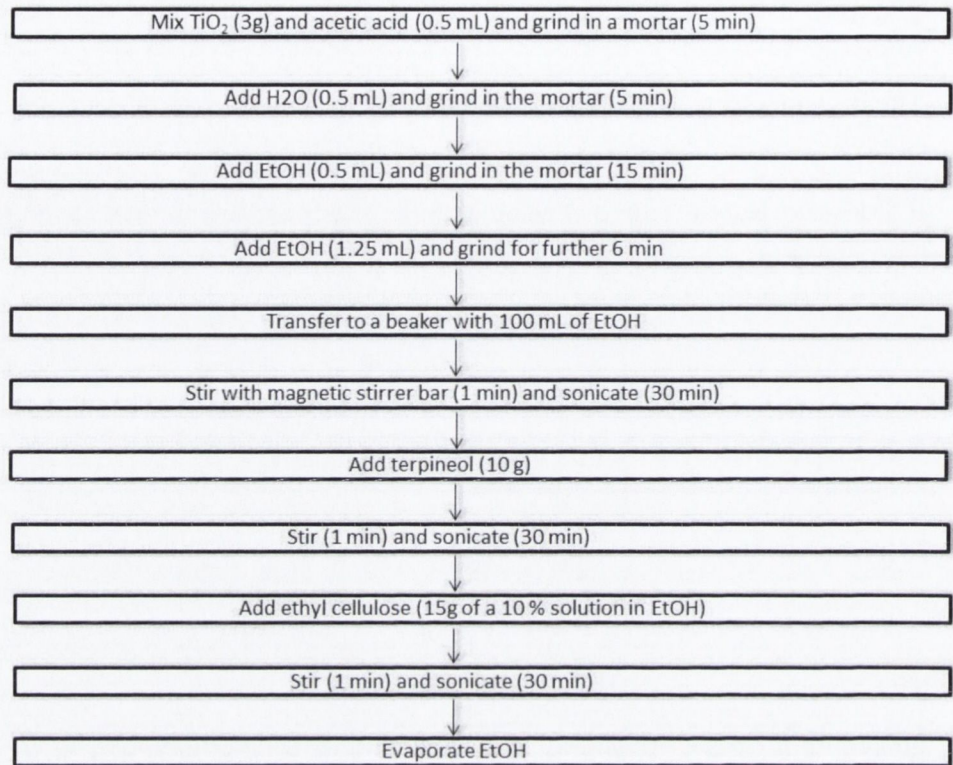 Mix TiO₂ (3g) and acetic acid (0.5 mL) and grind in a mortar (5 min)
Add H2O (0.5 mL) and grind in the mortar (5 min)
Add EtOH (0.5 mL) and grind in the mortar (15 min)
Add EtOH (1.25 mL) and grind for further 6 min
Transfer to a beaker with 100 mL of EtOH
Stir with magnetic stirrer bar (1 min) and sonicate (30 min)
Add terpineol (10 g)
Stir (1 min) and sonicate (30 min)
Add ethyl cellulose (15g of a 10 % solution in EtOH)
Stir (1 min) and sonicate (30 min)
Evaporate EtOH